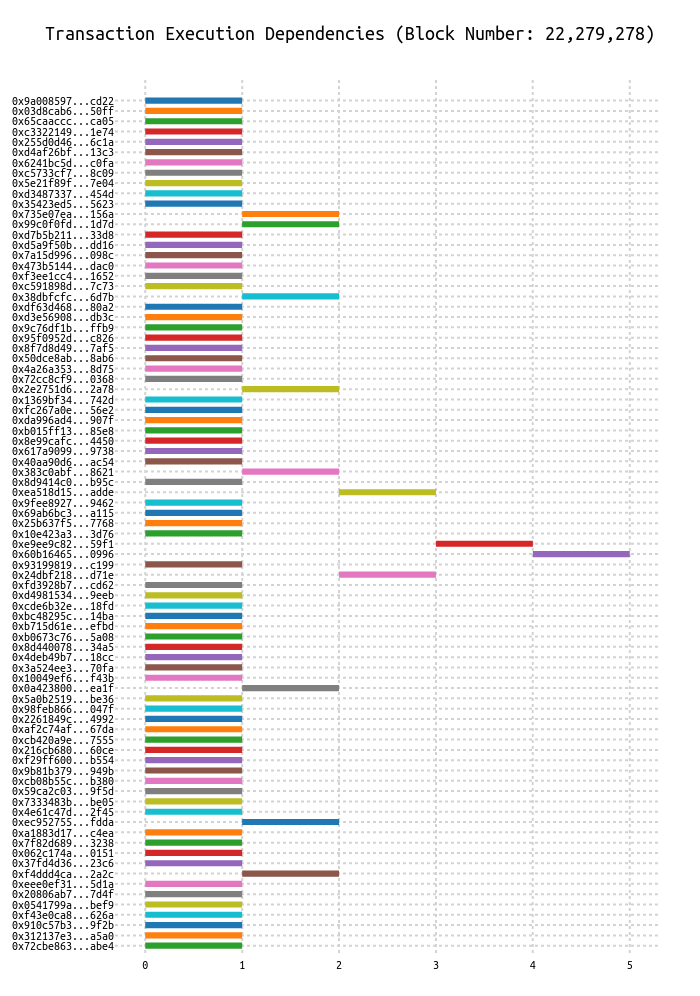 Transaction Execution Dependencies (Block Number: 22,279,278)
0x9a008597...cd22
0x03d8cab6...50ff
0x65caaccc...ca05
0xc3322149...1e74
0x255d0d46...6c1a
0xd4af26bf...13c3
0x6241bc5d...c0fa
0xc5733cf7...8c09
0x5e21f89f...7e04
0xd3487337...454d
0x35423ed5...5623
0x735e07ea...156a
0x99c0f0fd...1d7d
0xd7b5b211...33d8
0xd5a9f50b...dd16
0x7a15d996...098c
0x473b5144...dac0
0xf3ee1cc4...1652
0xc591898d...7c73
0x38dbfcfc...6d7b
0xdf63d468...80a2
0xd3e56908...db3c
0x9c76df1b...ffb9
0x95f0952d...c826
0x8f7d8d49...7af5
0x50dce8ab...8ab6
0x4a26a353...8d75
0x72cc8cf9...0368
0x2e2751d6...2a78
0x1369bf34...742d
0xfc267a0e...56e2
0xda996ad4...907f
0xb015ff13...85e8
0x8e99cafc...4450
0x617a9099...9738
0x40aa90d6...ac54
0x383c0abf...8621
0x8d9414c0...b95c
0xea518d15...adde
0x9fee8927...9462
0x69ab6bc3...a115
0x25b637f5...7768
0x10e423a3...3d76
0xe9ee9c82...59f1
0x60b16465...0996
0x93199819...c199
0x24dbf218...d71e
0xfd3928b7...cd62
0xd4981534...9eeb
0xcde6b32e...18fd
0xbc48295c...14ba
0xb715d61e...efbd
0xb0673c76...5a08
0x8d440078...34a5
0x4deb49b7...18cc
0x3a524ee3...70fa
0x10049ef6...f43b
0x0a423800...ea1f
0x5a0b2519...be36
0x98feb866...047f
0x2261849c...4992
0xaf2c74af...67da
0xcb420a9e...7555
0x216cb680...60ce
0xf29ff600...b554
0x9b81b379...949b
0xcb08b55c...b380
0x59ca2c03...9f5d
0x7333483b...be05
0x4e61c47d...2f45
0xec952755...fdda
0xa1883d17...c4ea
0x7f82d689...3238
0x062c174a...0151
0x37fd4d36...23c6
0xf4ddd4ca...2a2c
0xeee0ef31...5d1a
0x20806ab7...7d4f
0x0541799a...bef9
0xf43e0ca8...626a
0x910c57b3...9f2b
0x312137e3...a5a0
0x72cbe863...abe4
0 1 2 3 4 5